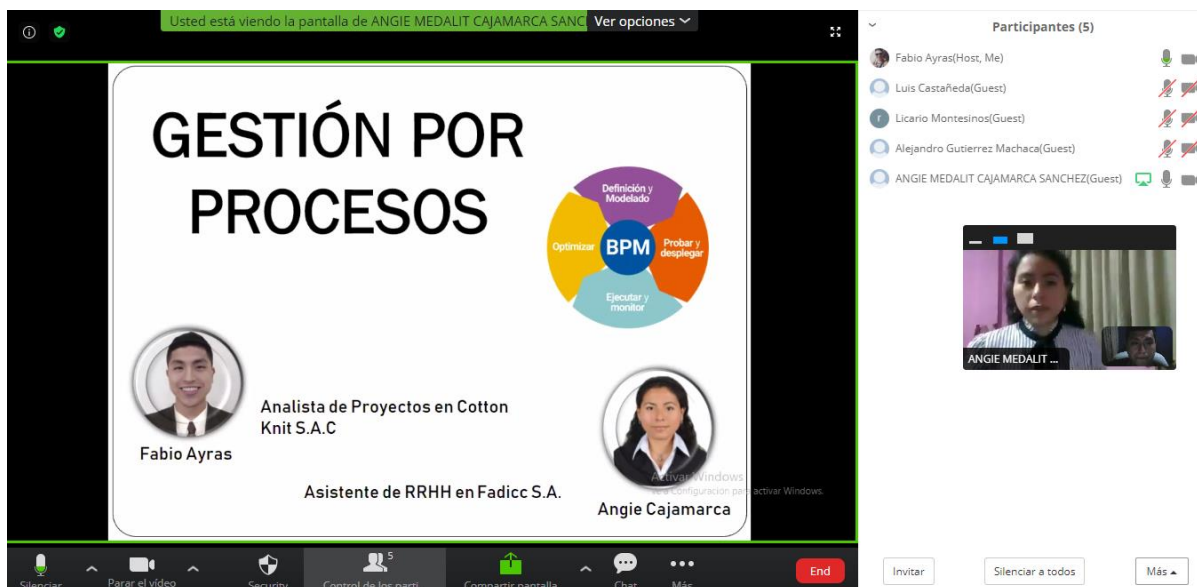 Usted está viendo la pantalla de ANGIE MEDALIT CAJAMARCA SANC
Ver opciones
GESTIÓN POR
PROCESOS
Definición y
Modelado
Optimizar
BPM
Probar y
desplegar
Ejecutar y
monitor
Analista de Proyectos en Cotton
Knit S.A.C
Fabio Ayras
Asistente de RRHH en Fadicc S.A.
Angie Cajamarca
Activar Windows
Ve a Configuración para activar Windows.
Silenciar
Parar el vídeo
Security
5
Control de los parti
Compartir pantalla
Chat
Más
End
Participantes (5)
Fabio Ayras(Host, Me)
Luis Castañeda(Guest)
r
Licario Montesinos(Guest)
Alejandro Gutierrez Machaca(Guest)
ANGIE MEDALIT CAJAMARCA SANCHEZ(Guest)
ANGIE MEDALIT ...
Invitar
Silenciar a todos
Más